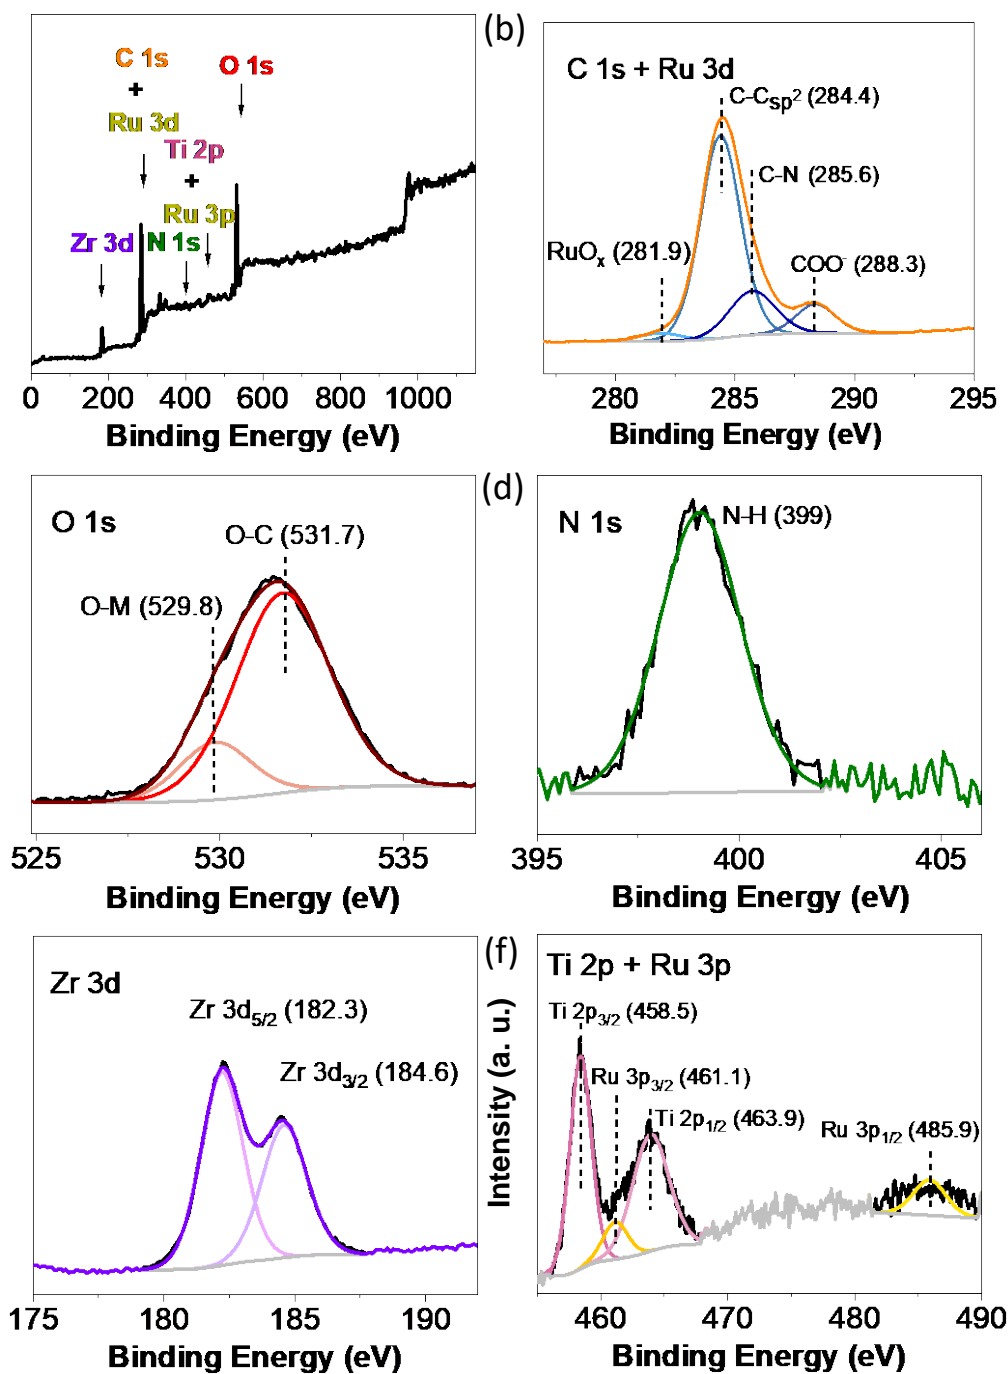 C 1s
+
Ru 3d
O 1s
Ti 2p
+
Ru 3p
Zr 3d
N 1s
0 200 400 600 800 1000
Binding Energy (eV)
(b)
C 1s + Ru 3d
C-Csp² (284.4)
C-N (285.6)
RuOₓ (281.9)
COO⁻ (288.3)
280 285 290 295
Binding Energy (eV)
O 1s
O-C (531.7)
O-M (529.8)
525 530 535
Binding Energy (eV)
(d)
N 1s
N-H (399)
395 400 405
Binding Energy (eV)
Zr 3d
Zr 3d5/2 (182.3)
Zr 3d3/2 (184.6)
175 180 185 190
Binding Energy (eV)
(f)
Ti 2p + Ru 3p
Ti 2p3/2 (458.5)
Ru 3p3/2 (461.1)
Ti 2p1/2 (463.9)
Ru 3p1/2 (485.9)
Intensity (a. u.)
460 470 480 490
Binding Energy (eV)